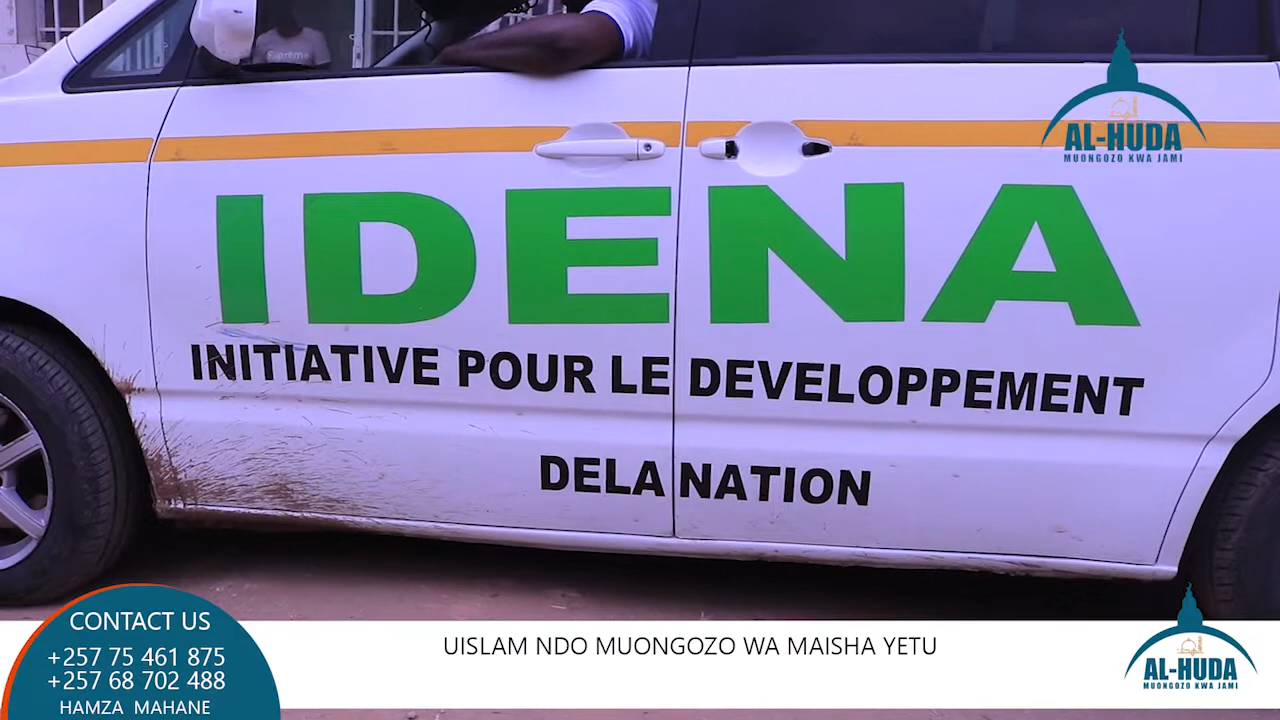 Supreme
AL-HUDA
MUONGOZO KWA JAMI
IDENA
INITIATIVE POUR LE DEVELOPPEMENT
DELA NATION
CONTACT US
+257 75 461 875
+257 68 702 488
HAMZA MAHANE
UISLAM NDO MUONGOZO WA MAISHA YETU
AL-HUDA
MUONGOZO KWA JAMI